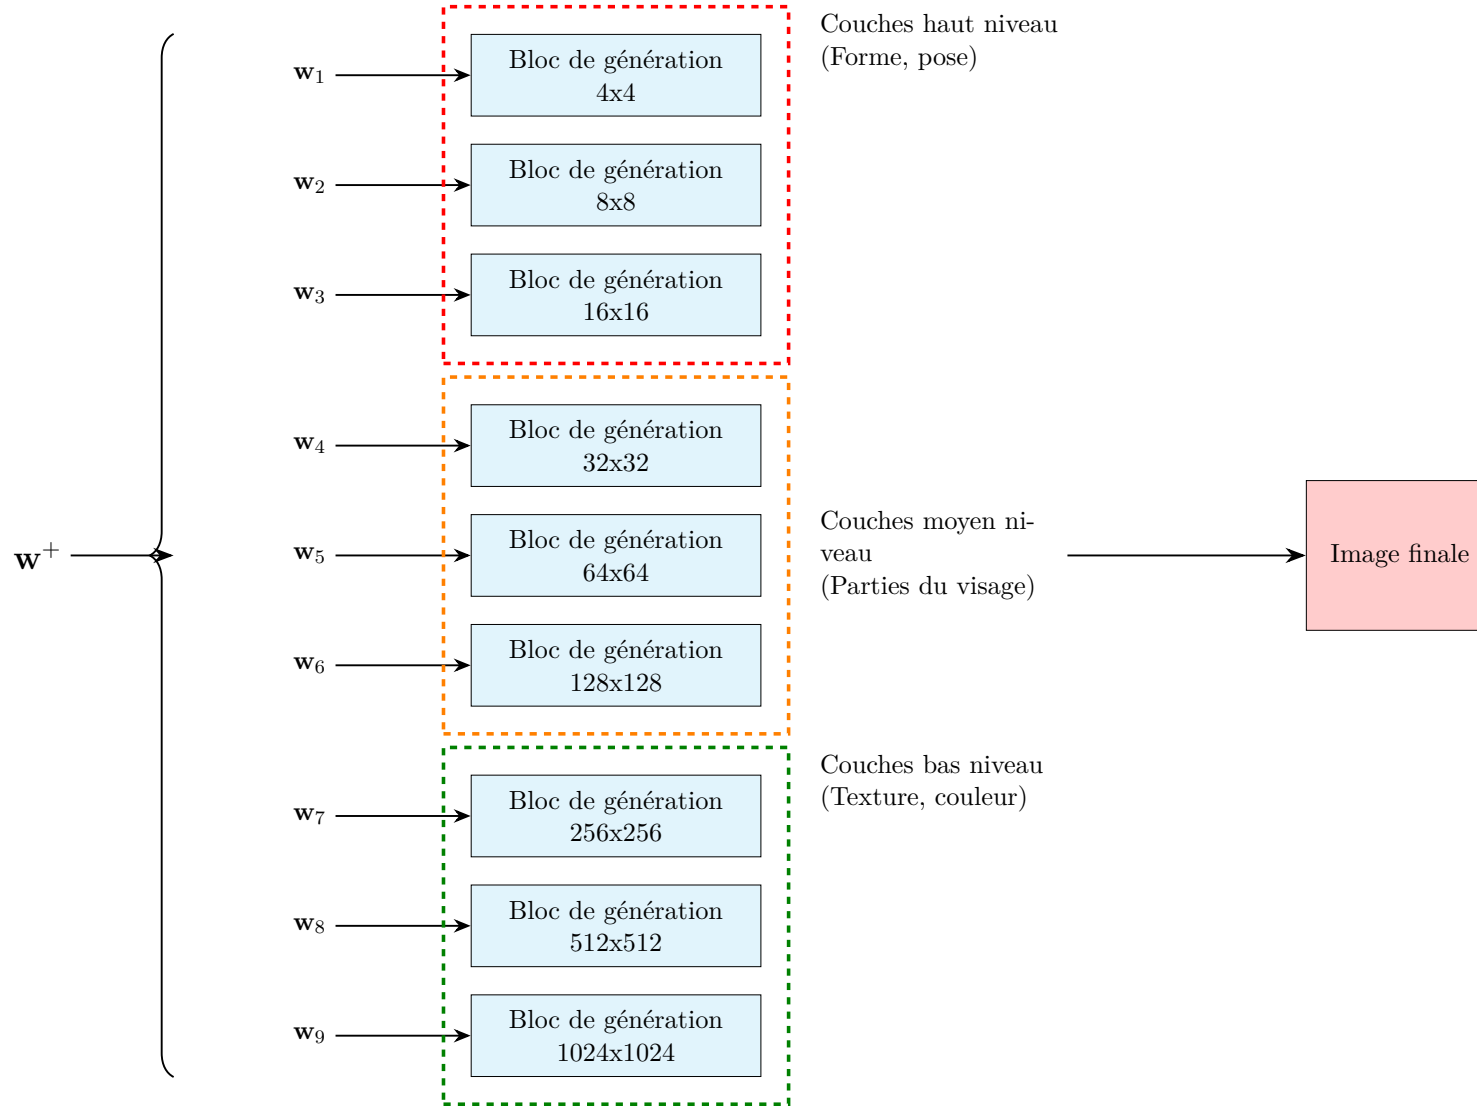 Couches haut niveau
(Forme, pose)
w₁
Bloc de génération
4x4
w₂
Bloc de génération
8x8
w₃
Bloc de génération
16x16
w₄
Bloc de génération
32x32
w⁺
w₅
Bloc de génération
64x64
Couches moyen ni-
veau
(Parties du visage)
Image finale
w₆
Bloc de génération
128x128
Couches bas niveau
(Texture, couleur)
w₇
Bloc de génération
256x256
w₈
Bloc de génération
512x512
w₉
Bloc de génération
1024x1024